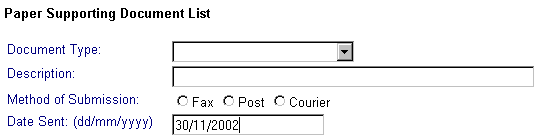 Paper Supporting Document List
Document Type:
Description:
Method of Submission: Fax Post Courier
Date Sent: (dd/mm/yyyy) 30/11/2002